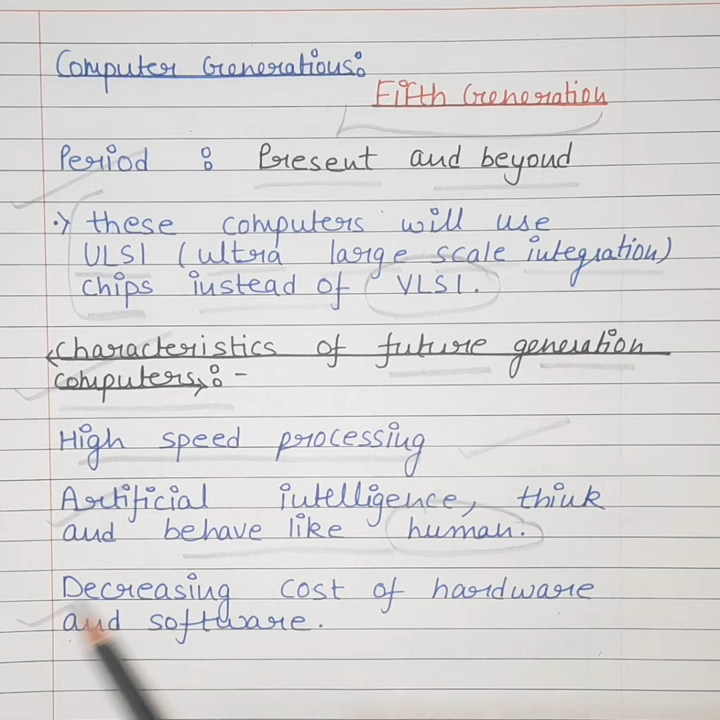 Computer Generations:
Fifth Generation
Period : Present and beyond
•> these computers will use
ULSI (ultra large scale integration)
chips instead of VLSI.
<characteristics of future generation
computers> :-
High speed processing
Artificial intelligence, think
and behave like human.
Decreasing cost of hardware
and software.